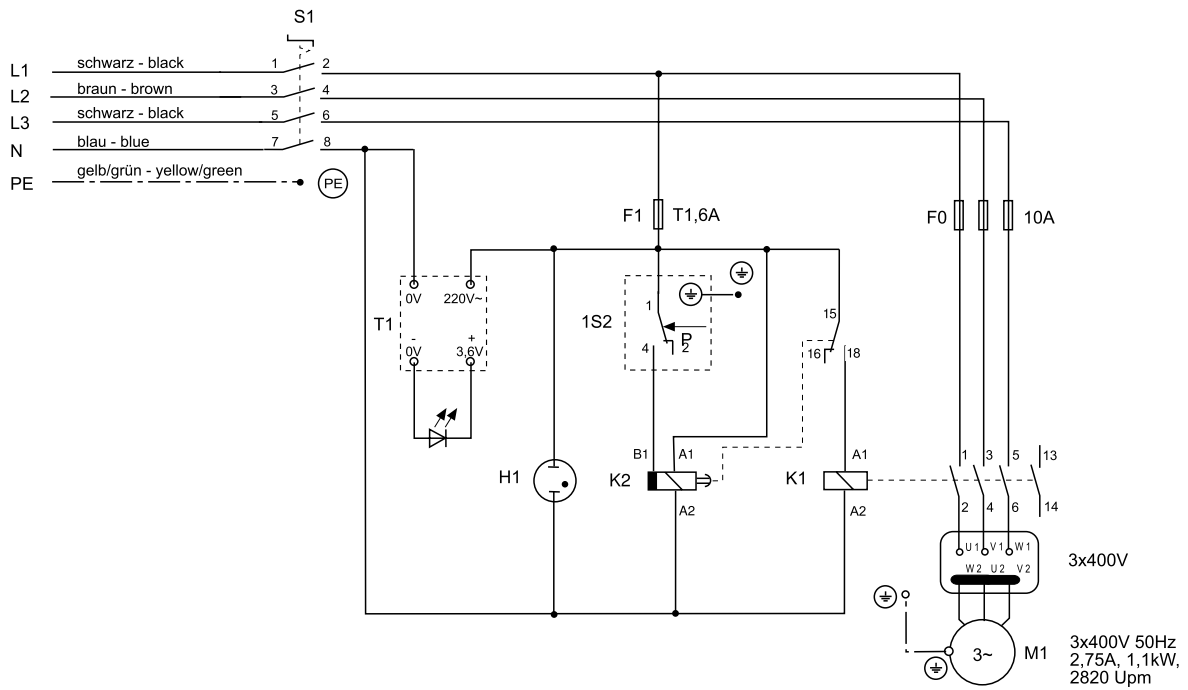 S1
L1 schwarz - black 1 2
L2 braun - brown 3 4
L3 schwarz - black 5 6
N blau - blue 7 8
PE gelb/grün - yellow/green PE
F1 T1,6A
F0 10A
0V 220V~
T1
- +
0V 3,6V
1S2
1
P
4 2
15
16 18
H1
B1 A1
K2
A2
A1
K1
A2
1 3 5 13
2 4 6 14
U1 V1 W1
W2 U2 V2
3x400V
3~ M1
3x400V 50Hz
2,75A, 1,1kW,
2820 Upm